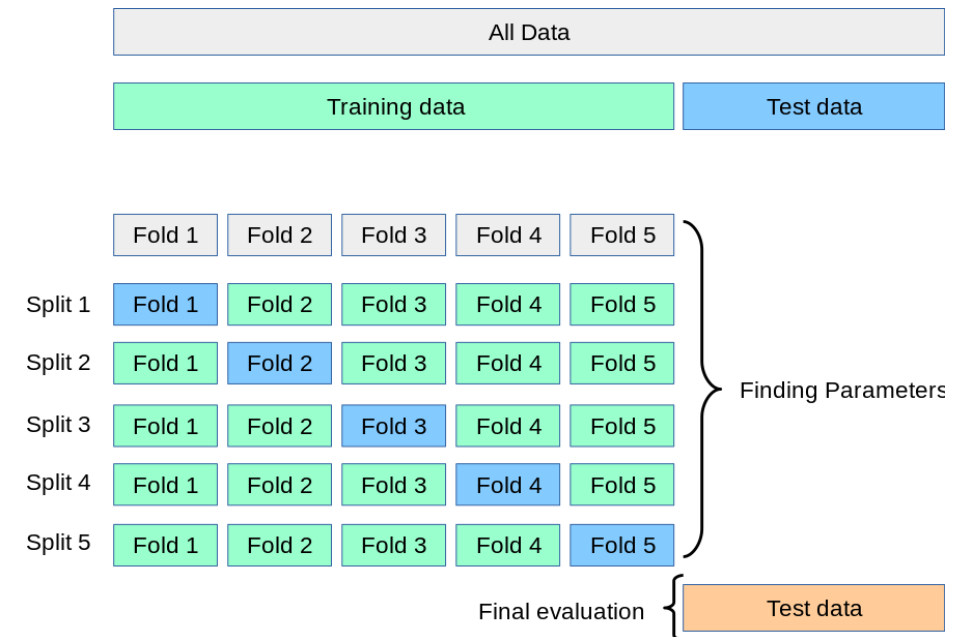 All Data
Training data Test data
Fold 1 Fold 2 Fold 3 Fold 4 Fold 5
Split 1 Fold 1 Fold 2 Fold 3 Fold 4 Fold 5
Split 2 Fold 1 Fold 2 Fold 3 Fold 4 Fold 5
Finding Parameters
Split 3 Fold 1 Fold 2 Fold 3 Fold 4 Fold 5
Split 4 Fold 1 Fold 2 Fold 3 Fold 4 Fold 5
Split 5 Fold 1 Fold 2 Fold 3 Fold 4 Fold 5
Final evaluation Test data